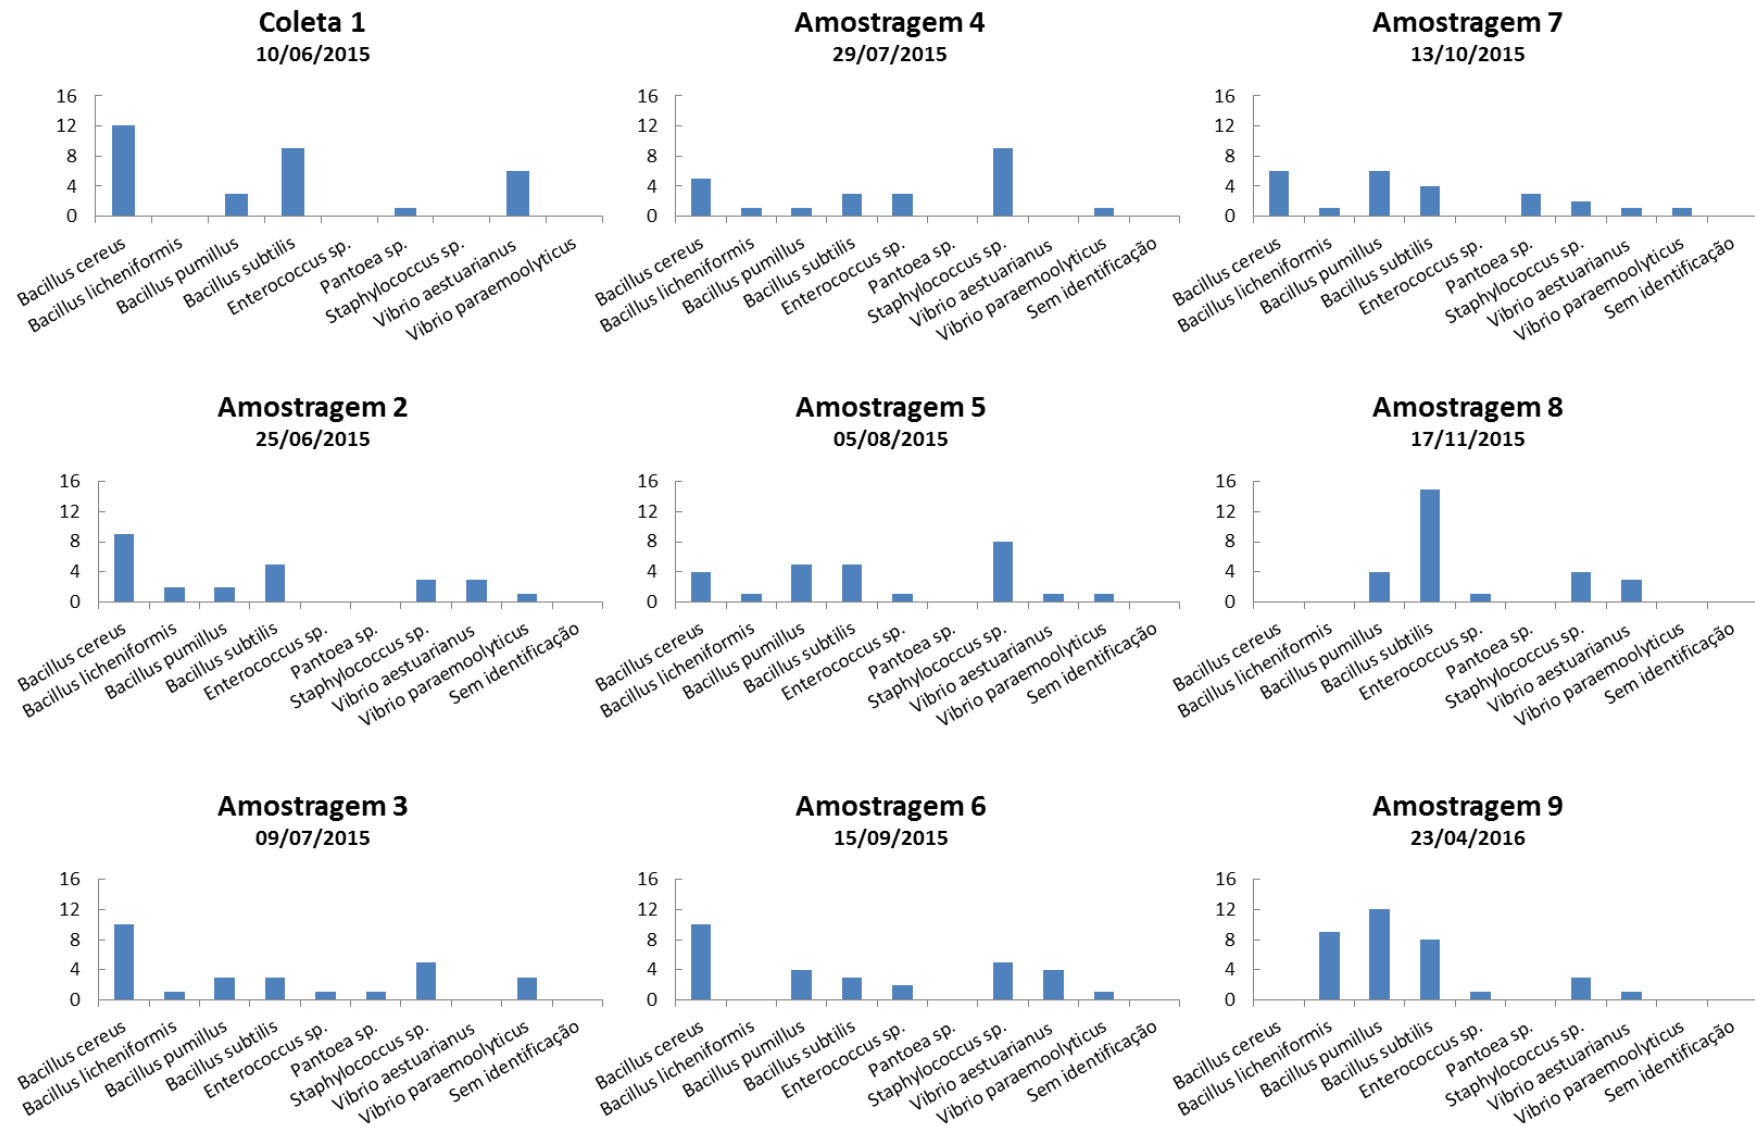 Coleta 1
10/06/2015
16
12
8
4
0
Bacillus cereus
Bacillus licheniformis
Bacillus pumillus
Bacillus subtilis
Enterococcus sp.
Pantoea sp.
Staphylococcus sp.
Vibrio aestuarianus
Vibrio paraemoolyticus
Amostragem 4
29/07/2015
16
12
8
4
0
Bacillus cereus
Bacillus licheniformis
Bacillus pumillus
Bacillus subtilis
Enterococcus sp.
Pantoea sp.
Staphylococcus sp.
Vibrio aestuarianus
Vibrio paraemoolyticus
Sem identificação
Amostragem 7
13/10/2015
16
12
8
4
0
Bacillus cereus
Bacillus licheniformis
Bacillus pumillus
Bacillus subtilis
Enterococcus sp.
Pantoea sp.
Staphylococcus sp.
Vibrio aestuarianus
Vibrio paraemoolyticus
Sem identificação
Amostragem 2
25/06/2015
16
12
8
4
0
Bacillus cereus
Bacillus licheniformis
Bacillus pumillus
Bacillus subtilis
Enterococcus sp.
Pantoea sp.
Staphylococcus sp.
Vibrio aestuarianus
Vibrio paraemoolyticus
Sem identificação
Amostragem 5
05/08/2015
16
12
8
4
0
Bacillus cereus
Bacillus licheniformis
Bacillus pumillus
Bacillus subtilis
Enterococcus sp.
Pantoea sp.
Staphylococcus sp.
Vibrio aestuarianus
Vibrio paraemoolyticus
Sem identificação
Amostragem 8
17/11/2015
16
12
8
4
0
Bacillus cereus
Bacillus licheniformis
Bacillus pumillus
Bacillus subtilis
Enterococcus sp.
Pantoea sp.
Staphylococcus sp.
Vibrio aestuarianus
Vibrio paraemoolyticus
Sem identificação
Amostragem 3
09/07/2015
16
12
8
4
0
Bacillus cereus
Bacillus licheniformis
Bacillus pumillus
Bacillus subtilis
Enterococcus sp.
Pantoea sp.
Staphylococcus sp.
Vibrio aestuarianus
Vibrio paraemoolyticus
Sem identificação
Amostragem 6
15/09/2015
16
12
8
4
0
Bacillus cereus
Bacillus licheniformis
Bacillus pumillus
Bacillus subtilis
Enterococcus sp.
Pantoea sp.
Staphylococcus sp.
Vibrio aestuarianus
Vibrio paraemoolyticus
Sem identificação
Amostragem 9
23/04/2016
16
12
8
4
0
Bacillus cereus
Bacillus licheniformis
Bacillus pumillus
Bacillus subtilis
Enterococcus sp.
Pantoea sp.
Staphylococcus sp.
Vibrio aestuarianus
Vibrio paraemoolyticus
Sem identificação